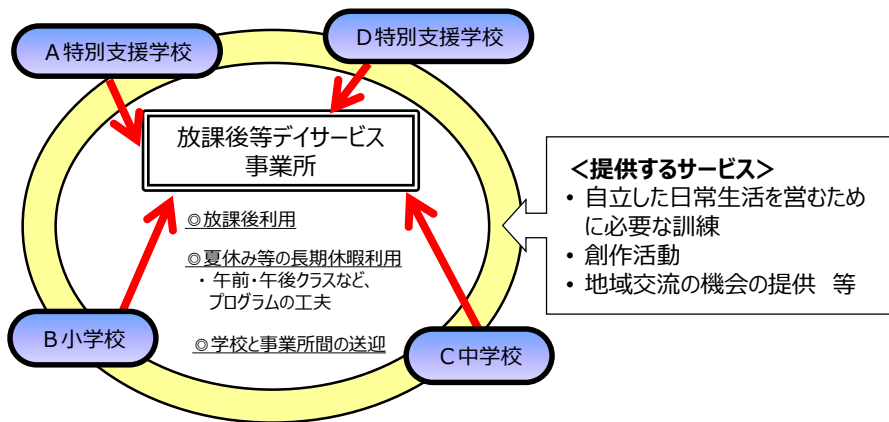 A特別支援学校
D特別支援学校
放課後等デイサービス
事業所
◎放課後利用
◎夏休み等の長期休暇利用
・午前・午後クラスなど、
プログラムの工夫
◎学校と事業所間の送迎
B小学校
C中学校
<提供するサービス>
• 自立した日常生活を営むため
に必要な訓練
• 創作活動
• 地域交流の機会の提供 等